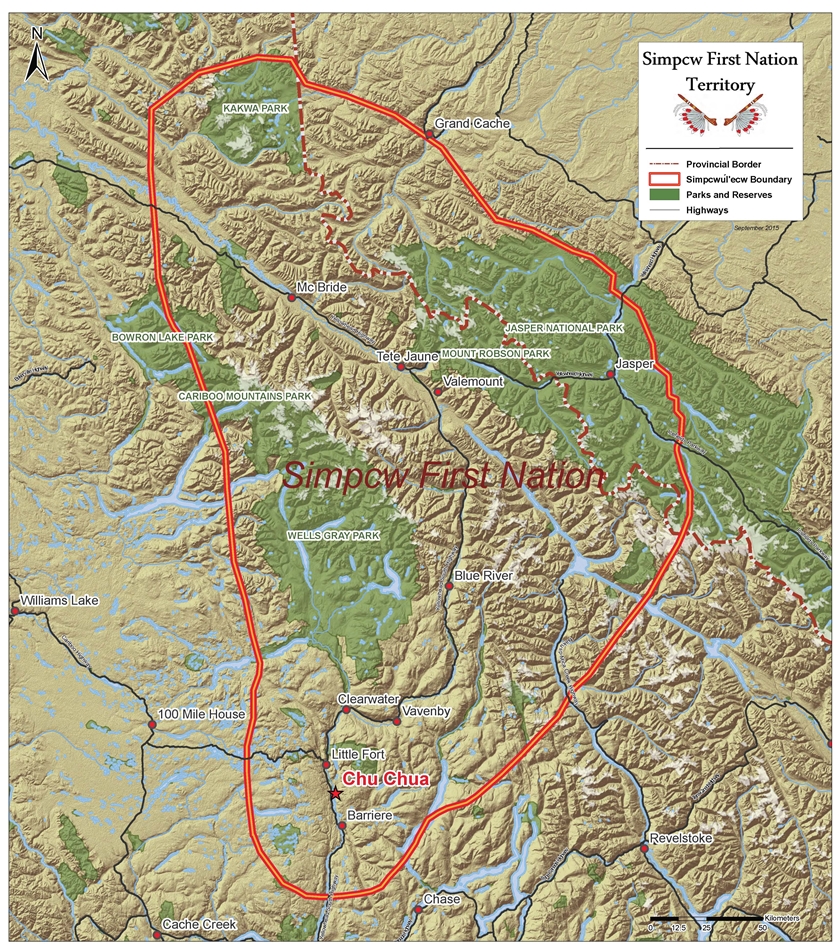 N
Simpcw First Nation
Territory
Provincial Border
Simpcwúl'ecw Boundary
Parks and Reserves
Highways
September 2015
KAKWA PARK
Grand Cache
Mc Bride
BOWRON LAKE PARK
JASPER NATIONAL PARK
Tete Jaune
MOUNT ROBSON PARK
Jasper
Valemount
CARIBOO MOUNTAINS PARK
Simpcw First Nation
WELLS GRAY PARK
Blue River
Williams Lake
Clearwater
Vavenby
100 Mile House
Little Fort
Chu Chua
Barriere
Revelstoke
Chase
Cache Creek
Kilometers
0 12.5 25 50